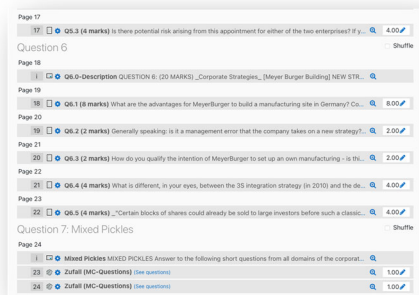 Page 17
17 Q5.3 (4 marks) Is there potential risk arising from this appointment for either of the two enterprises? If y... 4.00
Question 6
Shuffle
Page 18
i Q6.0-Description QUESTION 6: (20 MARKS) _Corporate Strategies_ [Meyer Burger Building] NEW STR...
Page 19
18 Q6.1 (8 marks) What are the advantages for MeyerBurger to build a manufacturing site in Germany? Co... 8.00
Page 20
19 Q6.2 (2 marks) Generally speaking: is it a management error that the company takes on a new strategy?... 2.00
Page 21
20 Q6.3 (2 marks) How do you qualify the intention of MeyerBurger to set up an own manufacturing - is thi... 2.00
Page 22
21 Q6.4 (4 marks) What is different, in your eyes, between the 3S integration strategy (in 2010) and the de... 4.00
Page 23
22 Q6.5 (4 marks) _"Certain blocks of shares could already be sold to large investors before such a classic... 4.00
Question 7: Mixed Pickles
Shuffle
Page 24
i Mixed Pickles MIXED PICKLES Answer to the following short questions from all domains of the corporat...
23 Zufall (MC-Questions) (See questions) 1.00
24 Zufall (MC-Questions) (See questions) 1.00